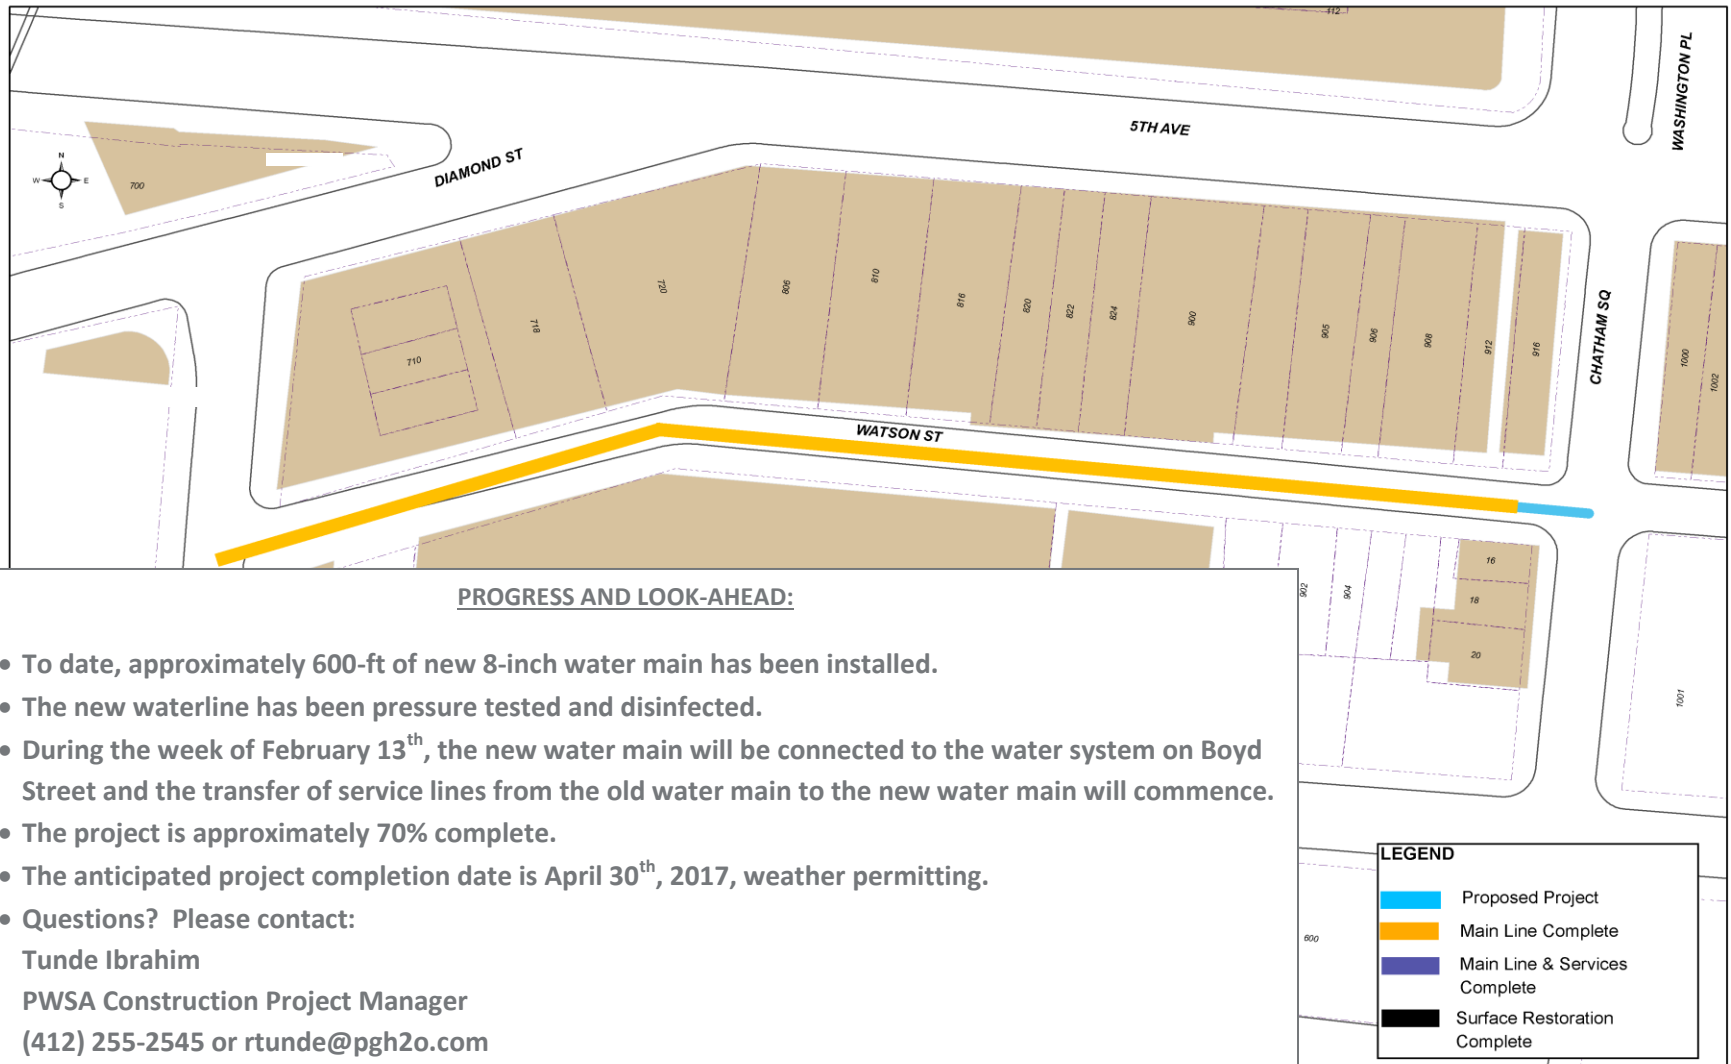 112
WASHINGTON PL
5TH AVE
DIAMOND ST
N
W E
S
700
710
718
720
806
810
816
820
822
824
900
905
906
908
912
916
CHATHAM SQ
1000
1002
WATSON ST
902
904
16
18
20
1001
600
PROGRESS AND LOOK-AHEAD:
• To date, approximately 600-ft of new 8-inch water main has been installed.
• The new waterline has been pressure tested and disinfected.
• During the week of February 13th, the new water main will be connected to the water system on Boyd
Street and the transfer of service lines from the old water main to the new water main will commence.
• The project is approximately 70% complete.
• The anticipated project completion date is April 30th, 2017, weather permitting.
• Questions? Please contact:
Tunde Ibrahim
PWSA Construction Project Manager
(412) 255-2545 or rtunde@pgh2o.com
LEGEND
Proposed Project
Main Line Complete
Main Line & Services
Complete
Surface Restoration
Complete